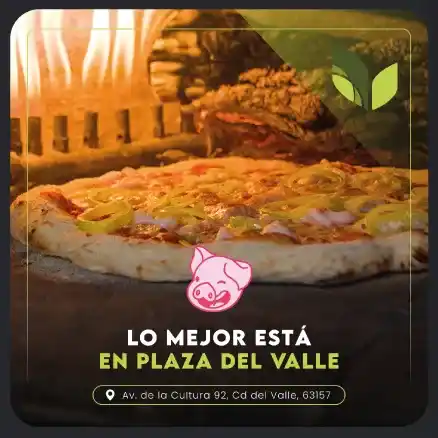 LO MEJOR ESTÁ
EN PLAZA DEL VALLE
Av. de la Cultura 92, Cd del Valle, 63157